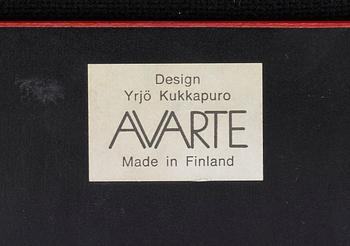 Design
Yrjö Kukkapuro
AVARTE
Made in Finland